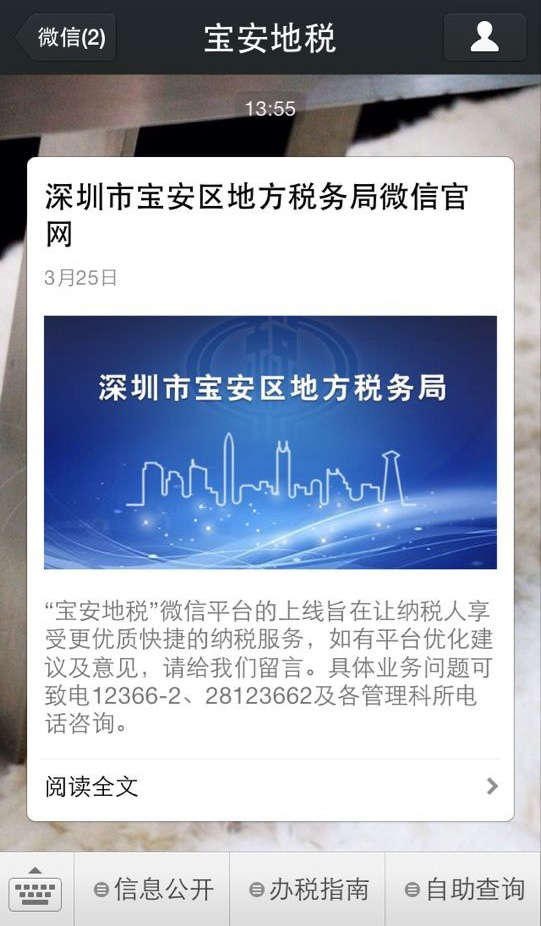 微信(2)
宝安地税
13:55
深圳市宝安区地方税务局微信官
网
3月25日
税
深圳市宝安区地方税务局
“宝安地税”微信平台的上线旨在让纳税人享
受更优质快捷的纳税服务，如有平台优化建
议及意见，请给我们留言。具体业务问题可
致电12366-2、28123662及各管理科所电
话咨询。
阅读全文
信息公开
办税指南
自助查询